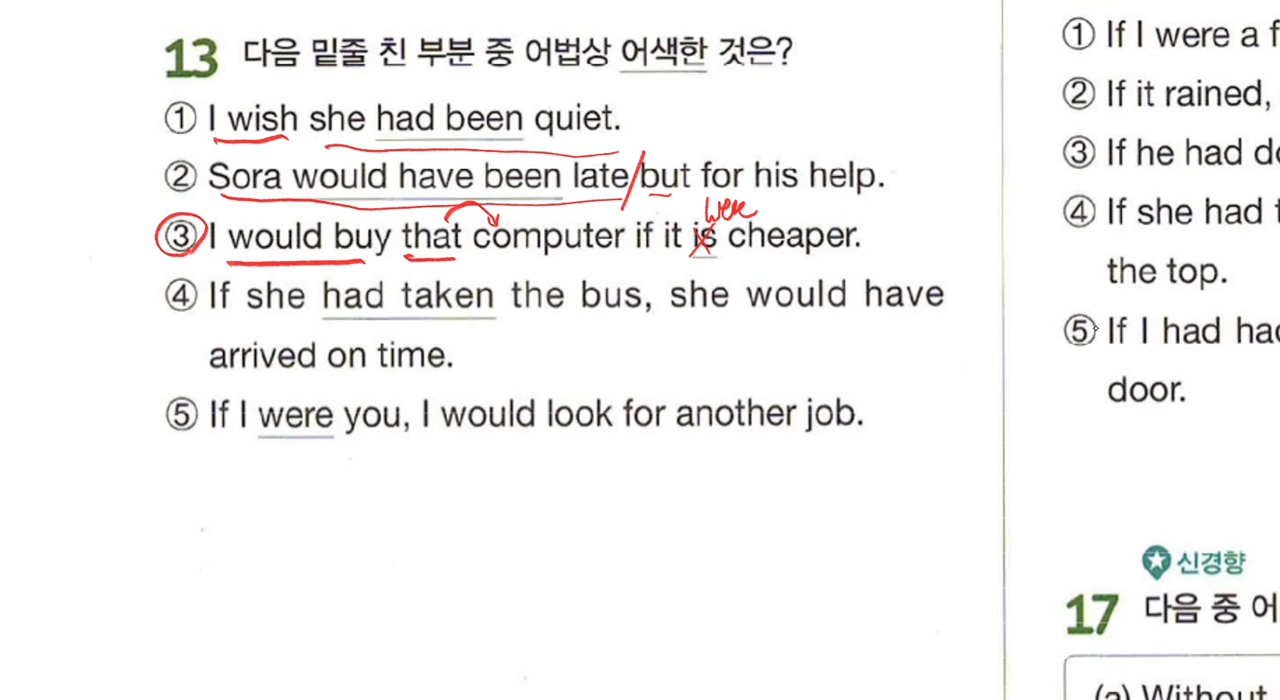 13 다음 밑줄 친 부분 중 어법상 어색한 것은?
① I wish she had been quiet.
② Sora would have been late/but for his help.
were
③ I would buy that computer if it is cheaper.
④ If she had taken the bus, she would have
arrived on time.
⑤ If I were you, I would look for another job.
① If I were a f
② If it rained,
③ If he had do
④ If she had t
the top.
⑤ If I had had
door.
신경향
17 다음 중 어
(a) Without